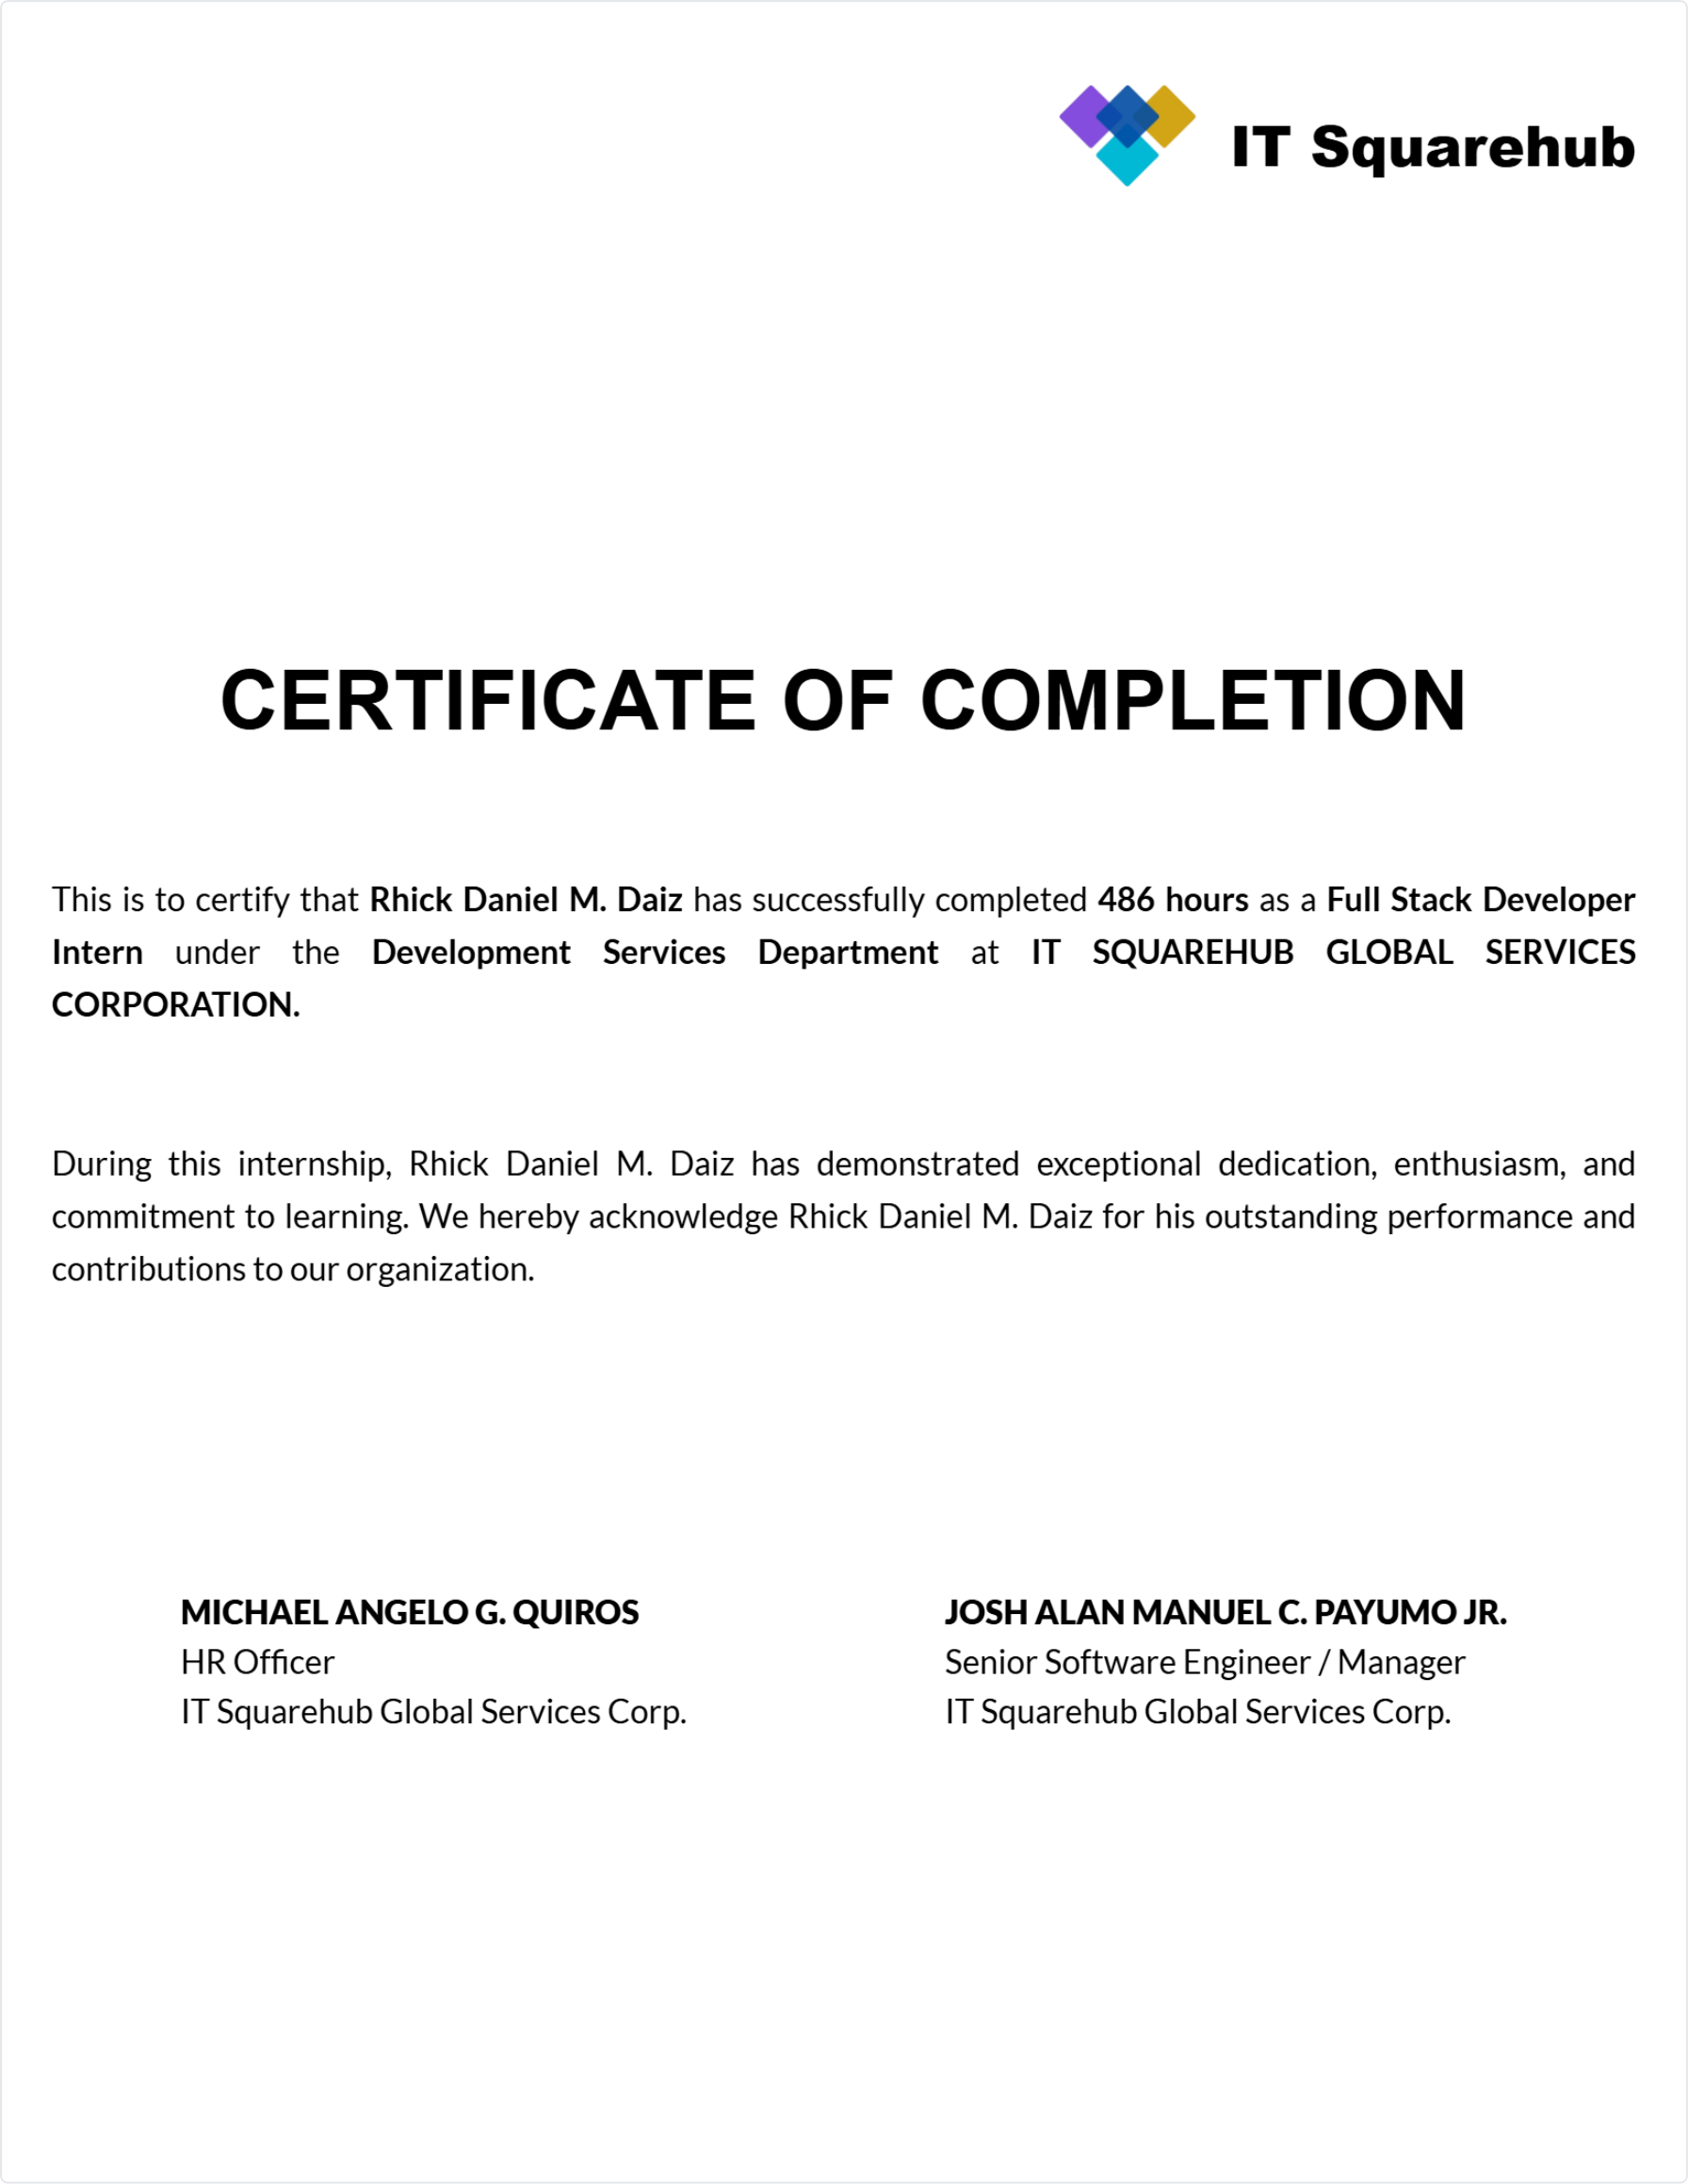 IT Squarehub
CERTIFICATE OF COMPLETION
This is to certify that Rhick Daniel M. Daiz has successfully completed 486 hours as a Full Stack Developer
Intern under the Development Services Department at IT SQUAREHUB GLOBAL SERVICES
CORPORATION.
During this internship, Rhick Daniel M. Daiz has demonstrated exceptional dedication, enthusiasm, and
commitment to learning. We hereby acknowledge Rhick Daniel M. Daiz for his outstanding performance and
contributions to our organization.
MICHAEL ANGELO G. QUIROS
HR Officer
IT Squarehub Global Services Corp.
JOSH ALAN MANUEL C. PAYUMO JR.
Senior Software Engineer / Manager
IT Squarehub Global Services Corp.